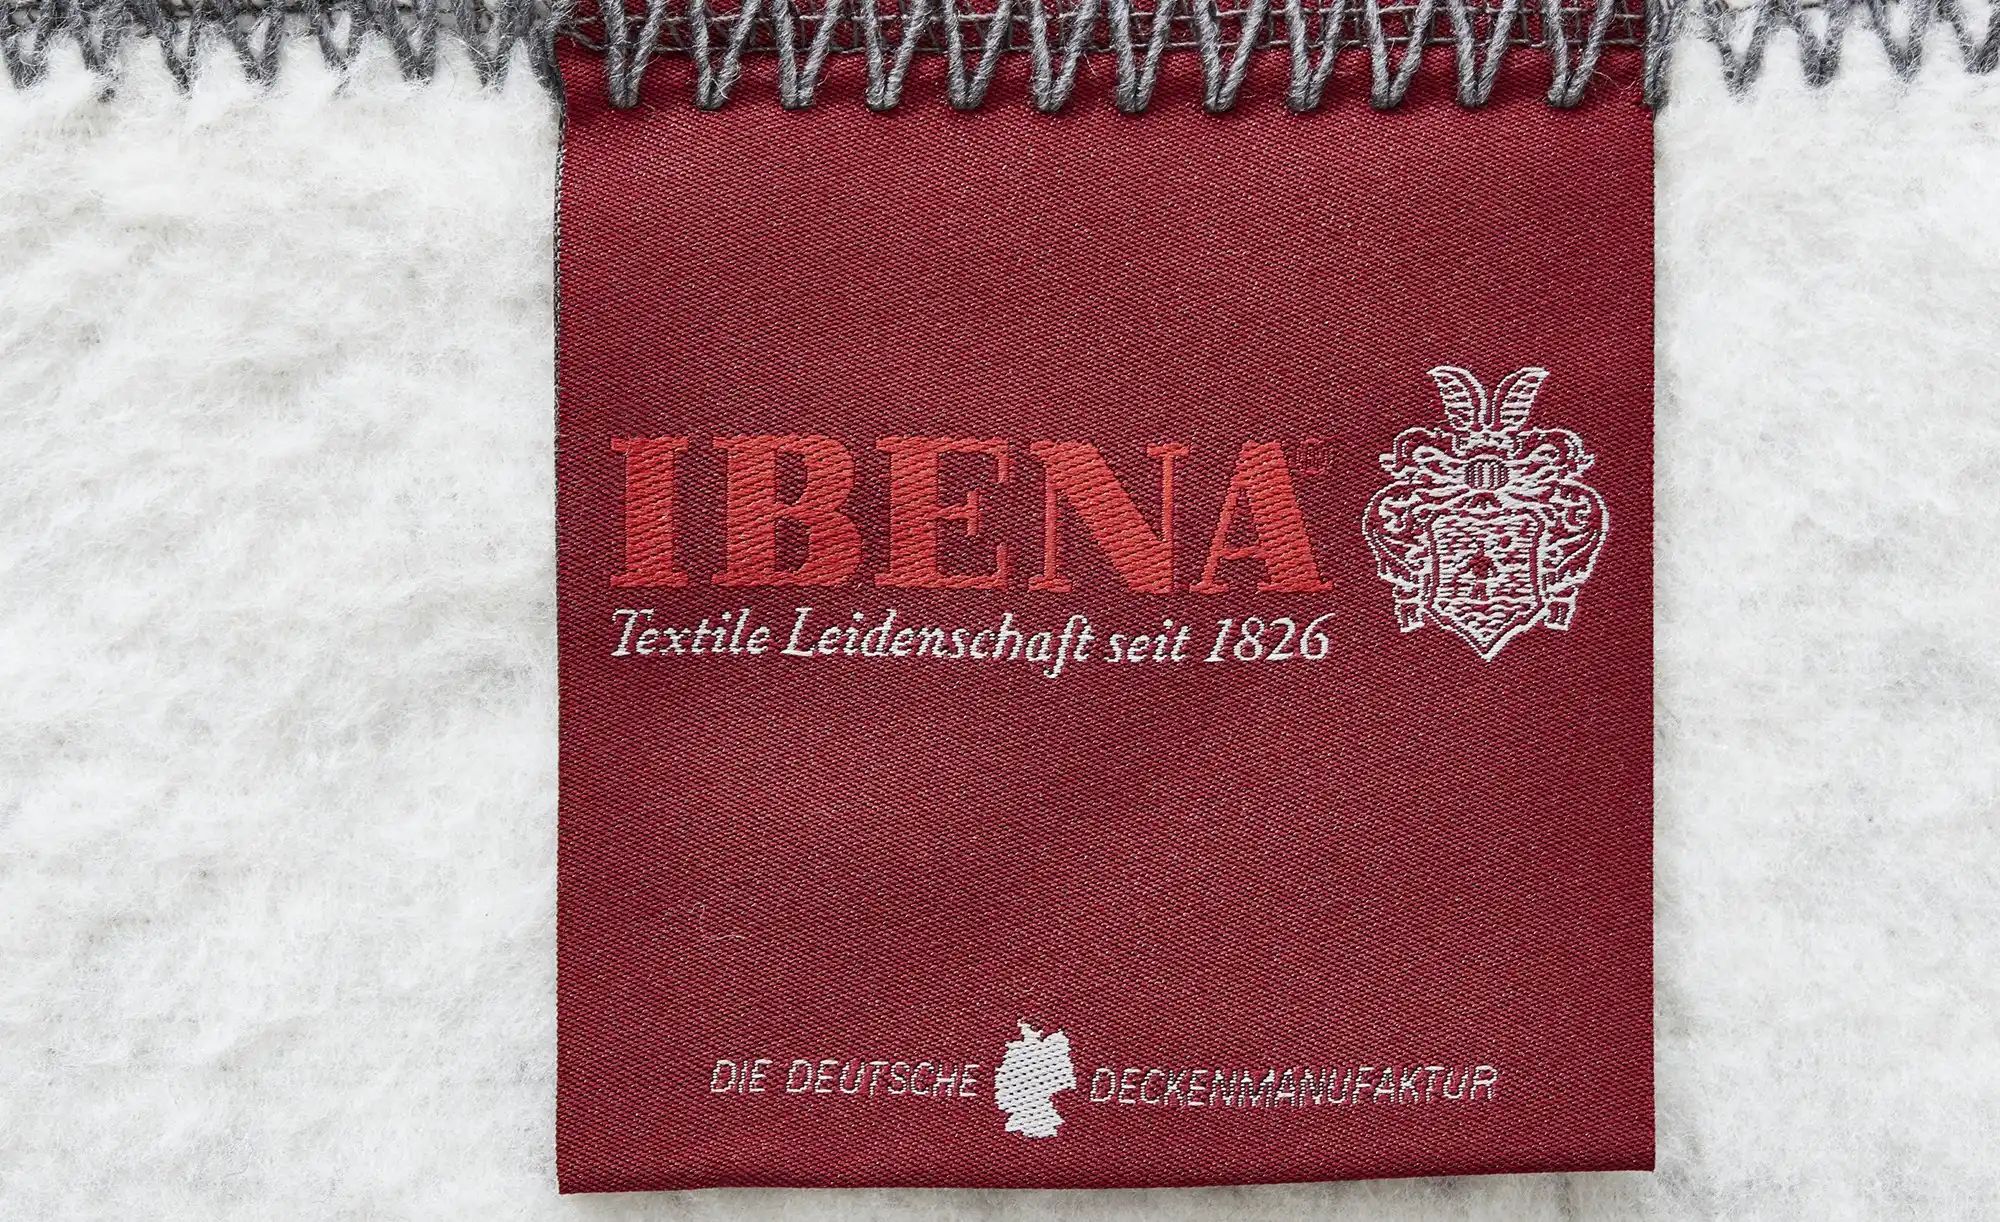 IBENA®
Textile Leidenschaft seit 1826
DIE DEUTSCHE DECKENMANUFAKTUR